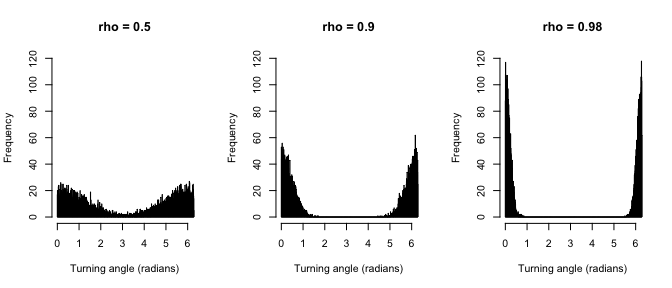 rho = 0.5
Frequency
0 20 40 60 80 100 120
0 1 2 3 4 5 6
Turning angle (radians)
rho = 0.9
Frequency
0 20 40 60 80 100 120
0 1 2 3 4 5 6
Turning angle (radians)
rho = 0.98
Frequency
0 20 40 60 80 100 120
0 1 2 3 4 5 6
Turning angle (radians)